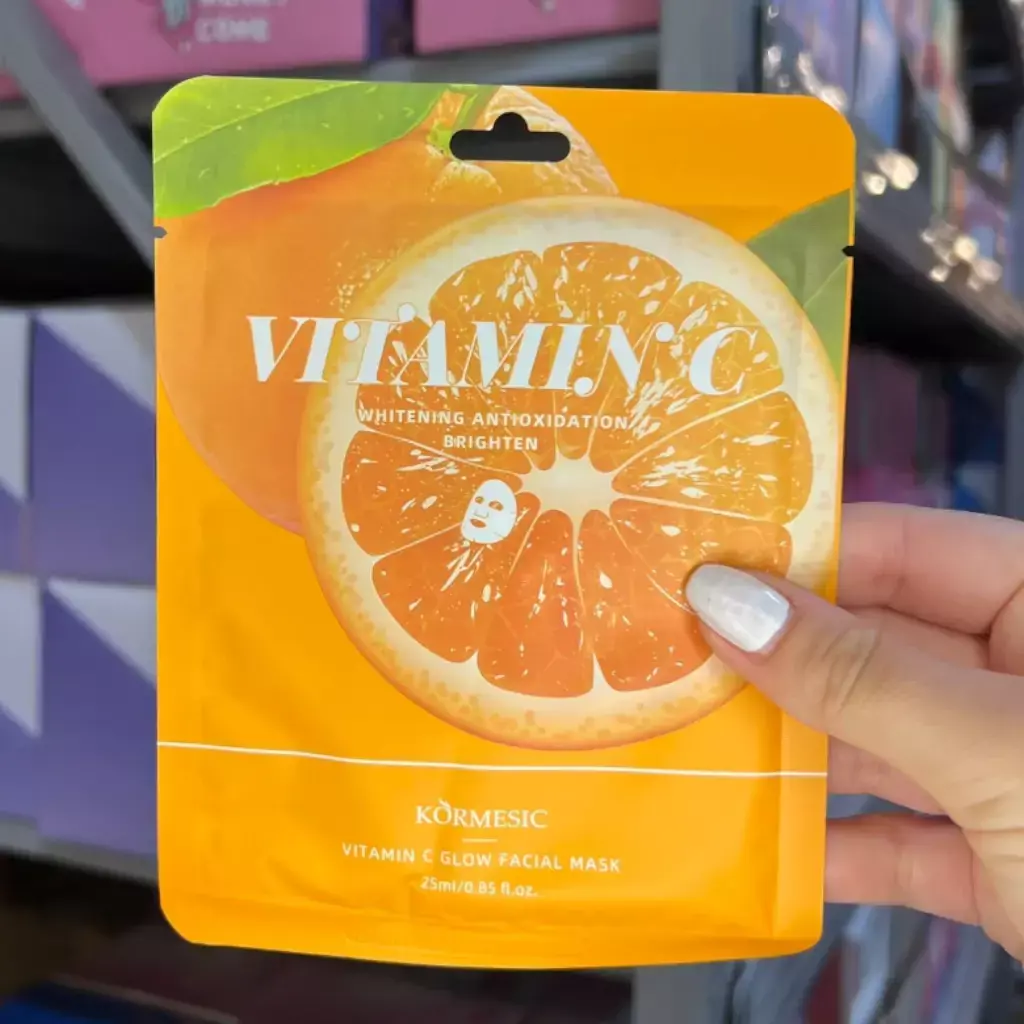 VITAMIN C
WHITENING ANTIOXIDATION
BRIGHTEN
KORMESIC
VITAMIN C GLOW FACIAL MASK
25ml/0.85 fl.oz.